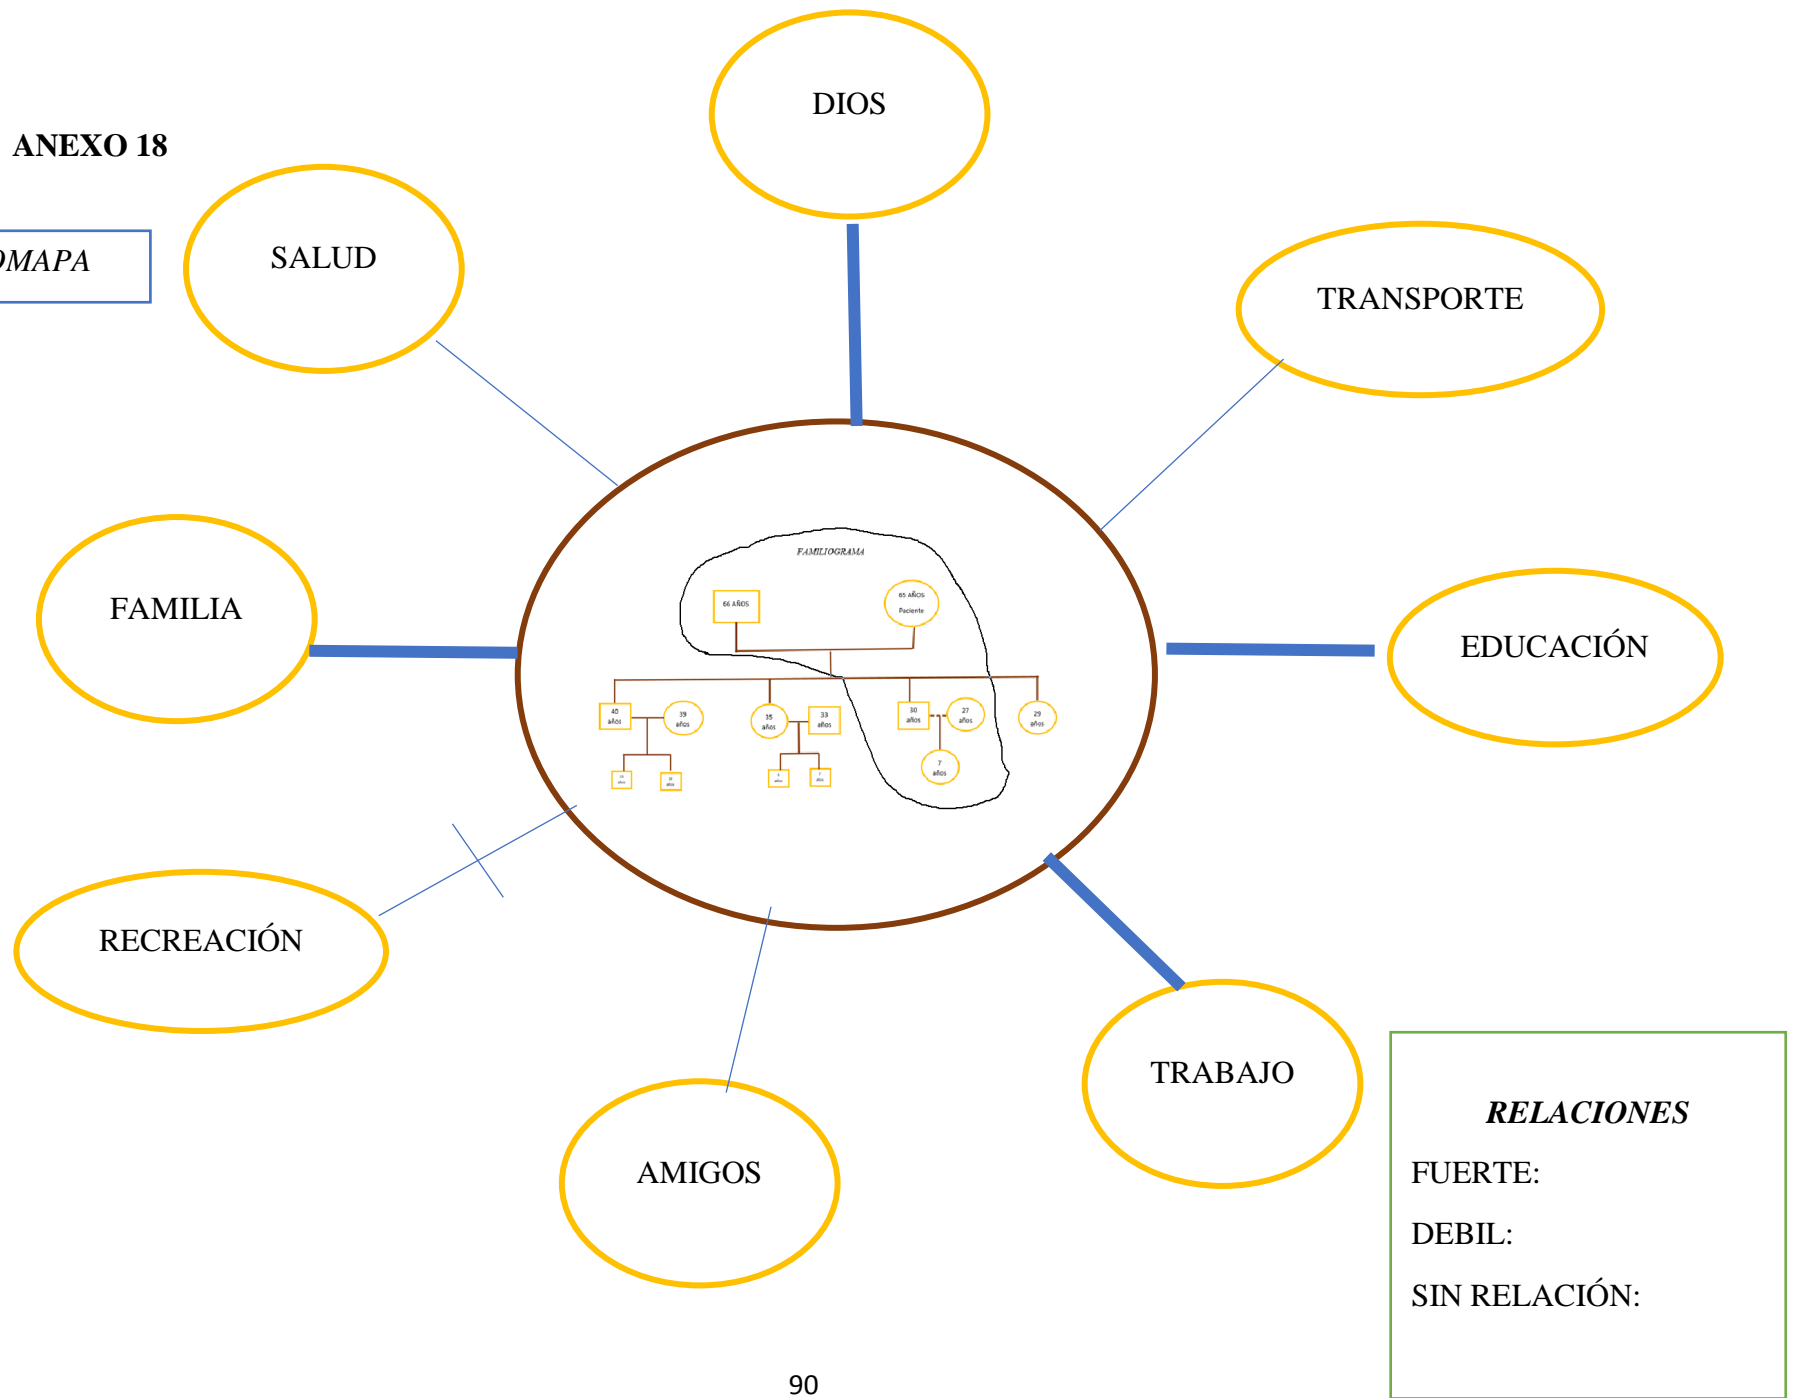 DIOS
ANEXO 18
OMAPA
SALUD
TRANSPORTE
FAMILIOGRAMA
66 AÑOS
65 AÑOS
Paciente
FAMILIA
EDUCACIÓN
40
años
39
años
35
años
33
años
30
años
27
años
29
años
7
años
RECREACIÓN
TRABAJO
AMIGOS
RELACIONES
FUERTE:
DEBIL:
SIN RELACIÓN:
90